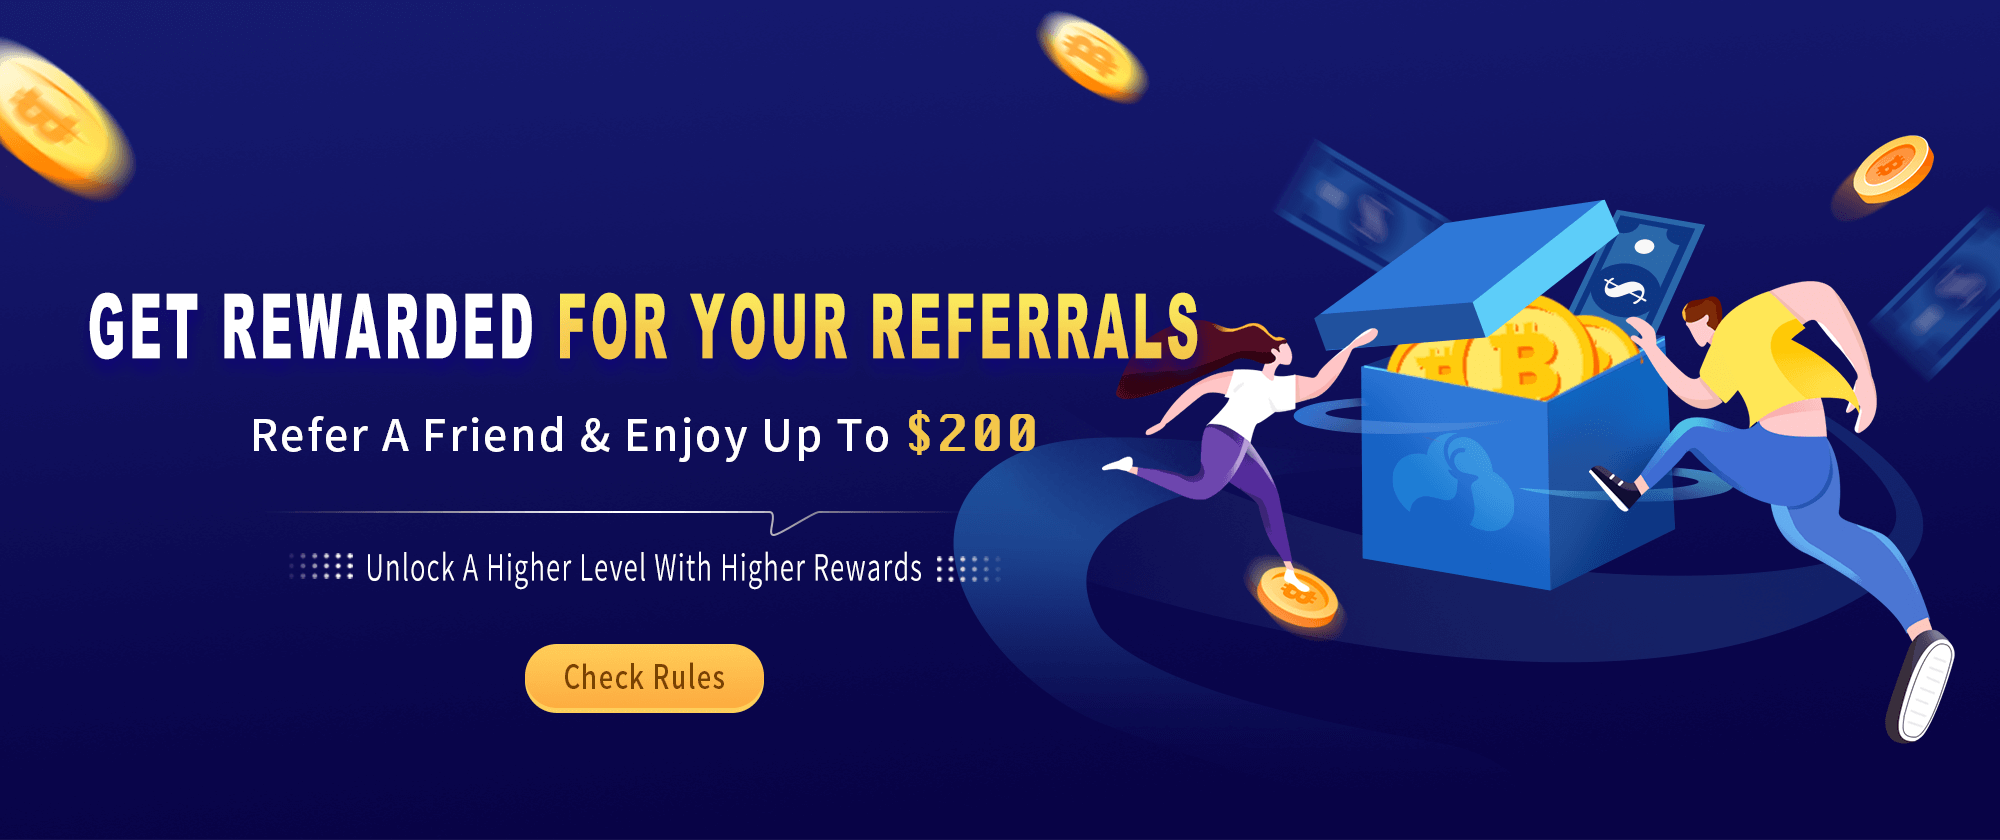 GET REWARDED FOR YOUR REFERRALS
Refer A Friend & Enjoy Up To $200
Unlock A Higher Level With Higher Rewards
Check Rules